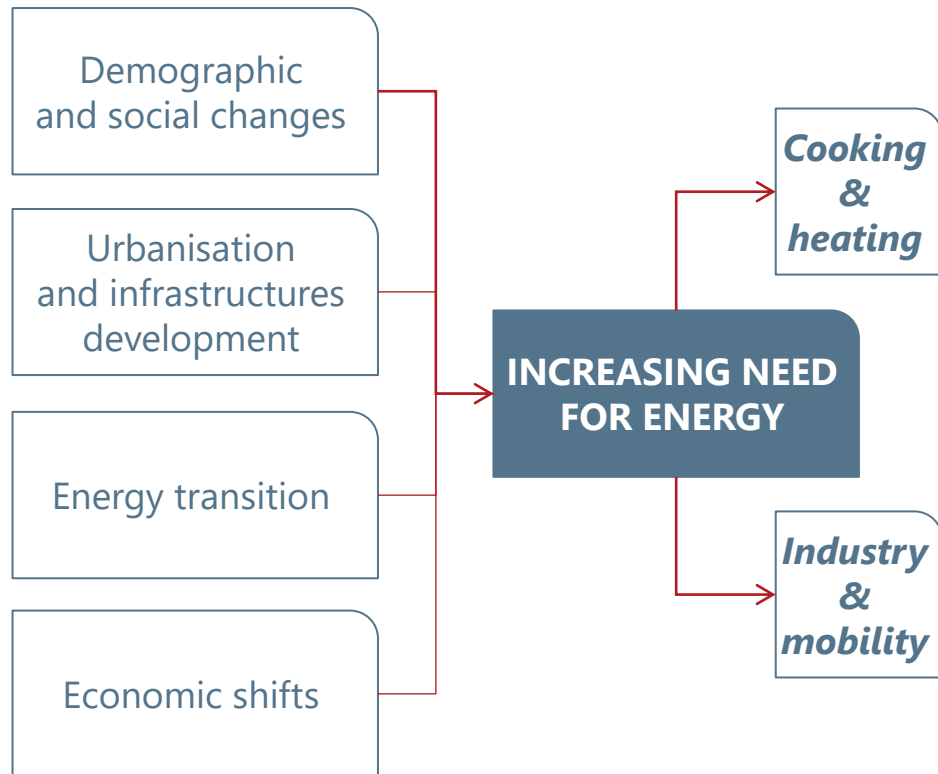 Demographic
and social changes
Urbanisation
and infrastructures
development
Energy transition
Economic shifts
INCREASING NEED
FOR ENERGY
Cooking
&
heating
Industry
&
mobility